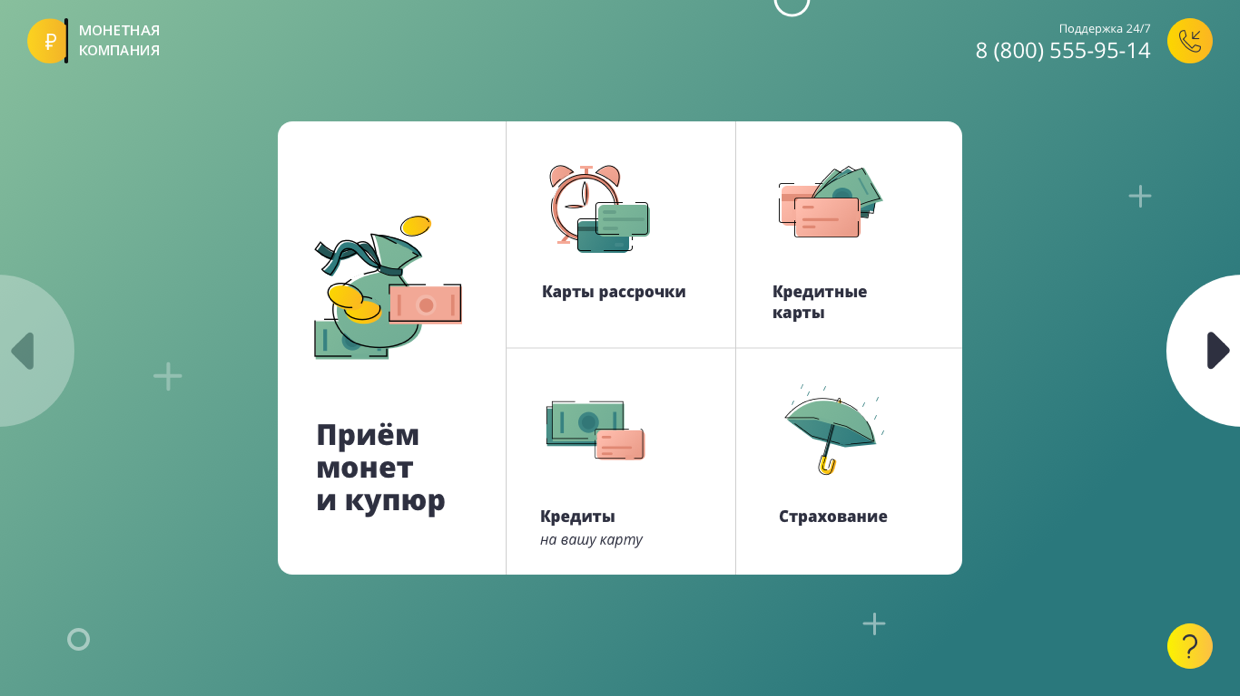 ₽
МОНЕТНАЯ
КОМПАНИЯ
Поддержка 24/7
8 (800) 555-95-14
Карты рассрочки
Кредитные
карты
Приём
монет
и купюр
Кредиты
на вашу карту
Страхование
?